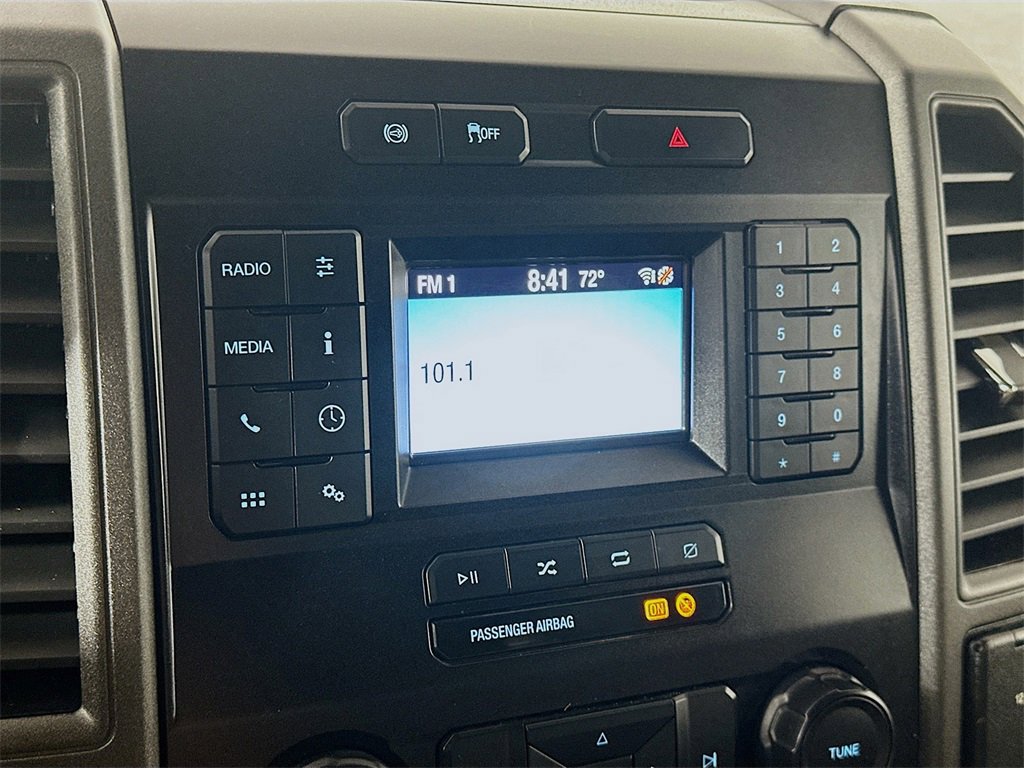 OFF
RADIO
MEDIA
FM 1 8:41 72°
101.1
1 2
3 4
5 6
7 8
9 0
* #
PASSENGER AIRBAG ON
TUNE